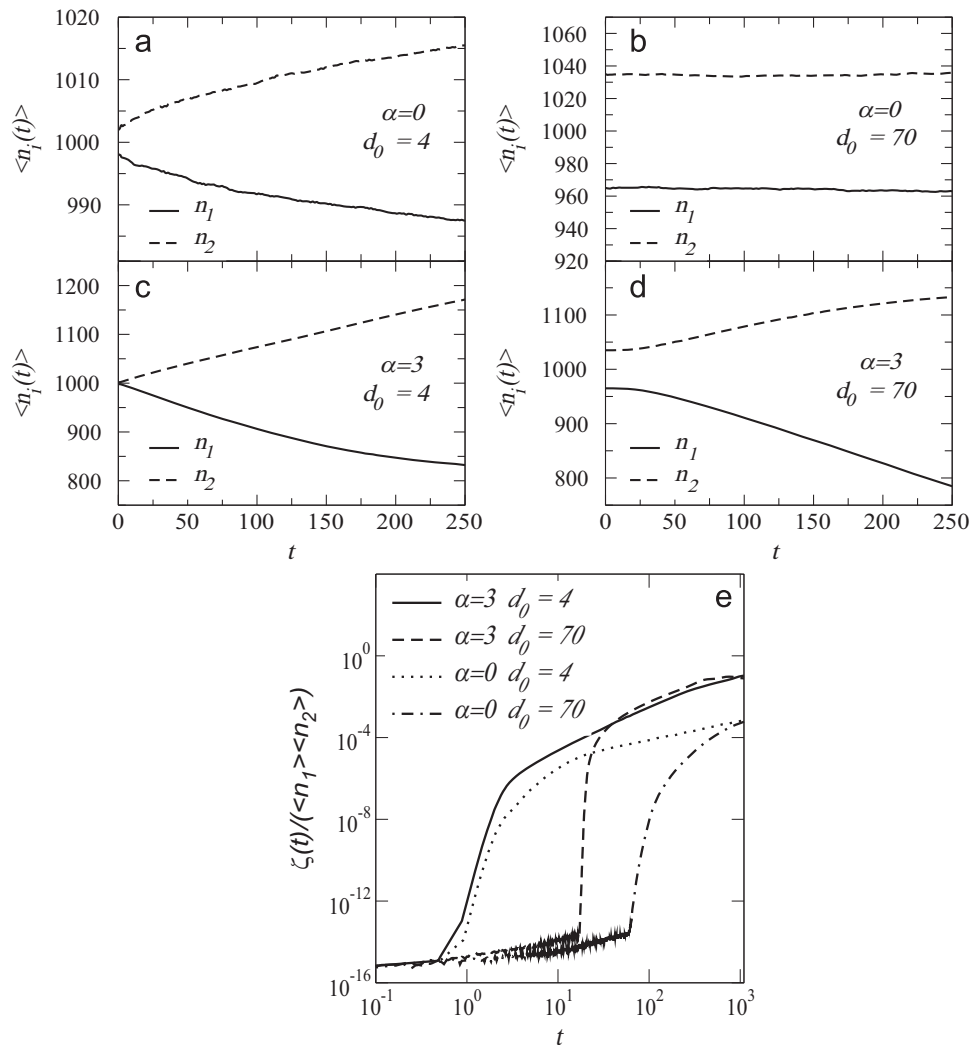 1020
1010
1000
990
<n_i(t)>
a
α=0
d_0 = 4
n_1
n_2
1060
1040
1020
1000
980
960
940
920
<n_i(t)>
b
α=0
d_0 = 70
n_1
n_2
1200
1100
1000
900
800
<n_i(t)>
c
α=3
d_0 = 4
n_1
n_2
0 50 100 150 200 250
t
1100
1000
900
800
<n_i(t)>
d
α=3
d_0 = 70
n_1
n_2
0 50 100 150 200 250
t
e
α=3 d_0 = 4
α=3 d_0 = 70
α=0 d_0 = 4
α=0 d_0 = 70
10^0
10^-4
10^-8
10^-12
10^-16
ζ(t)/(<n_1><n_2>)
10^-1 10^0 10^1 10^2 10^3
t